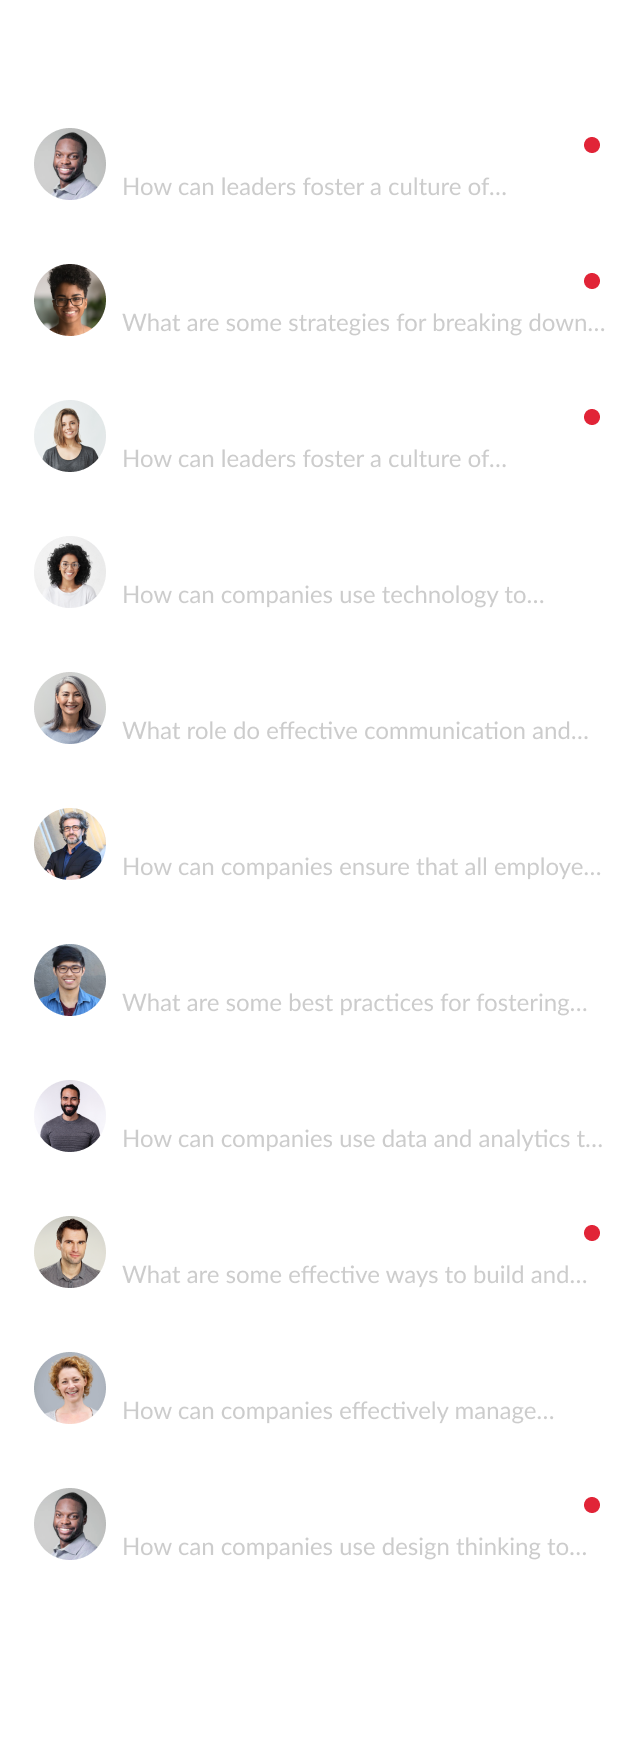 How can leaders foster a culture of...
What are some strategies for breaking down...
How can leaders foster a culture of...
How can companies use technology to...
What role do effective communication and...
How can companies ensure that all employe...
What are some best practices for fostering...
How can companies use data and analytics t...
What are some effective ways to build and...
How can companies effectively manage...
How can companies use design thinking to...